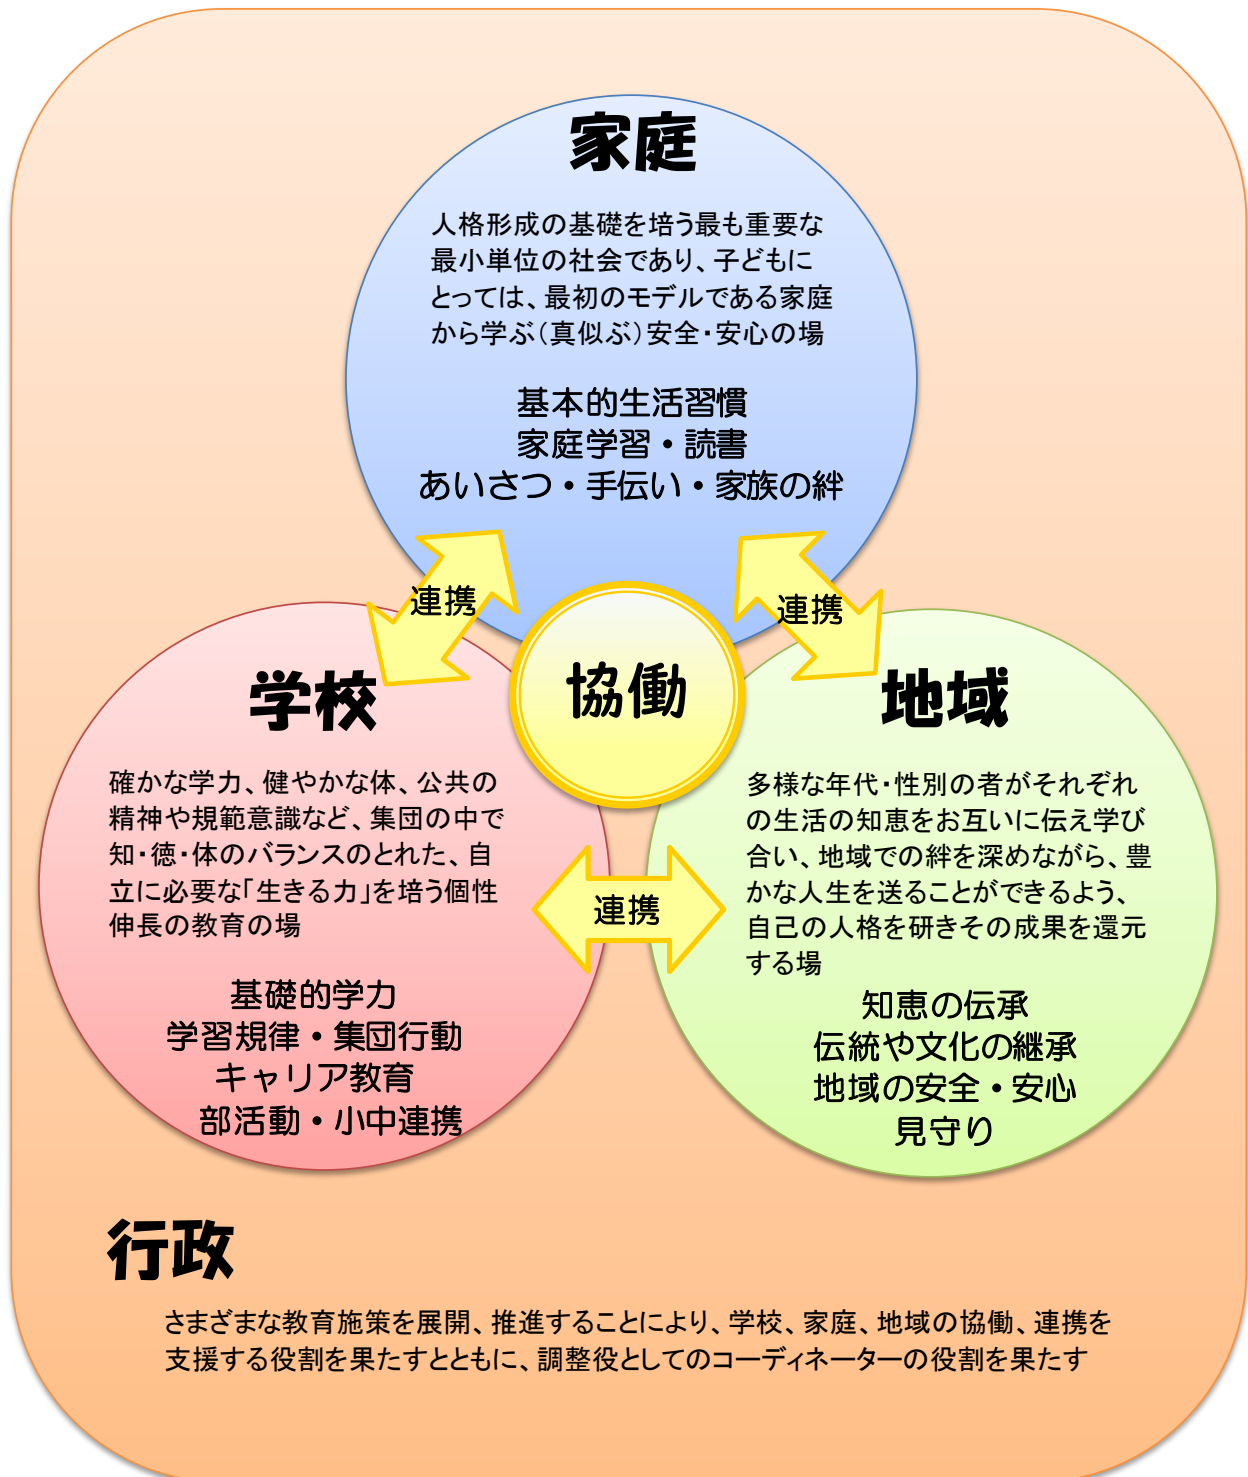 家庭
人格形成の基礎を培う最も重要な
最小単位の社会であり、子どもに
とっては、最初のモデルである家庭
から学ぶ（真似ぶ）安全・安心の場
基本的生活習慣
家庭学習・読書
あいさつ・手伝い・家族の絆
連携
連携
協働
学校
確かな学力、健やかな体、公共の
精神や規範意識など、集団の中で
知・徳・体のバランスのとれた、自
立に必要な「生きる力」を培う個性
伸長の教育の場
基礎的学力
学習規律・集団行動
キャリア教育
部活動・小中連携
連携
地域
多様な年代・性別の者がそれぞれ
の生活の知恵をお互いに伝え学び
合い、地域での絆を深めながら、豊
かな人生を送ることができるよう、
自己の人格を研きその成果を還元
する場
知恵の伝承
伝統や文化の継承
地域の安全・安心
見守り
行政
さまざまな教育施策を展開、推進することにより、学校、家庭、地域の協働、連携を
支援する役割を果たすとともに、調整役としてのコーディネーターの役割を果たす